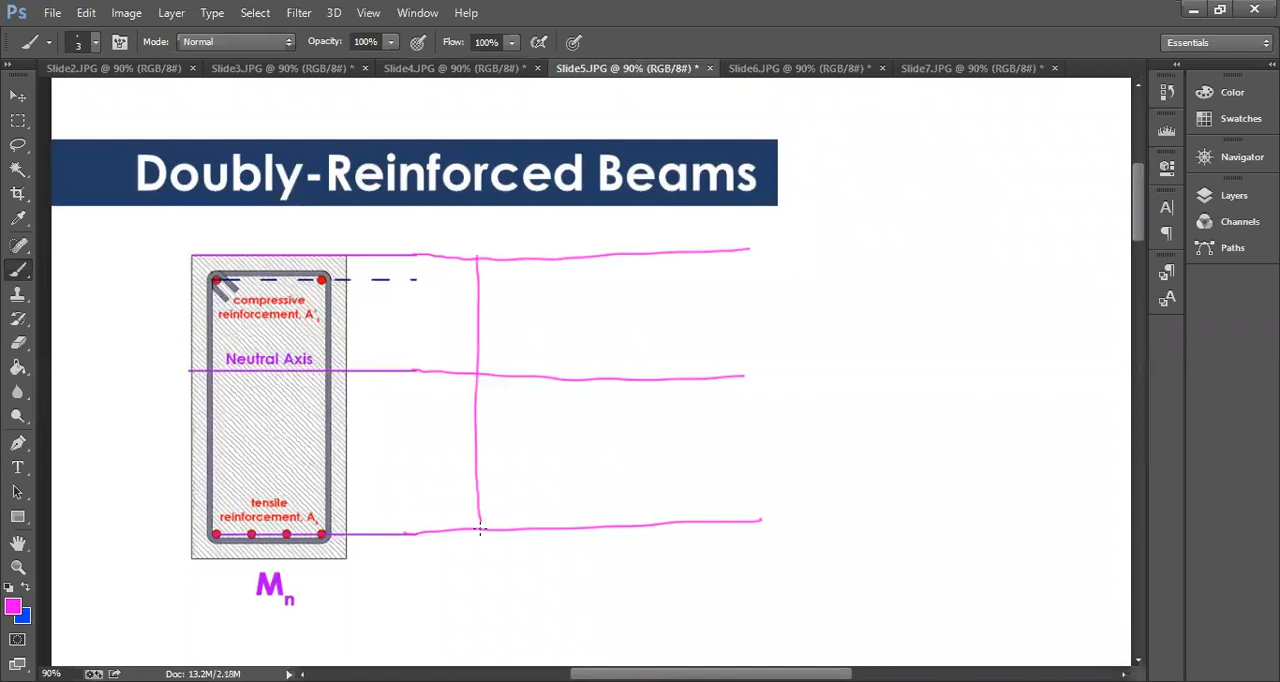 Ps File Edit Image Layer Type Select Filter 3D View Window Help
3 Mode: Normal Opacity: 100% Flow: 100% Essentials
Slide2.JPG @ 90% (RGB/8#) × Slide3.JPG @ 90% (RGB/8#) * × Slide4.JPG @ 90% (RGB/8#) * × Slide5.JPG @ 90% (RGB/8#) * × Slide6.JPG @ 90% (RGB/8#) * × Slide7.JPG @ 90% (RGB/8#) * ×
Color
Swatches
Navigator
Layers
Channels
Paths
Doubly-Reinforced Beams
compressive
reinforcement, A's
Neutral Axis
tensile
reinforcement, As
Mn
90% Doc: 13.2M/2.18M